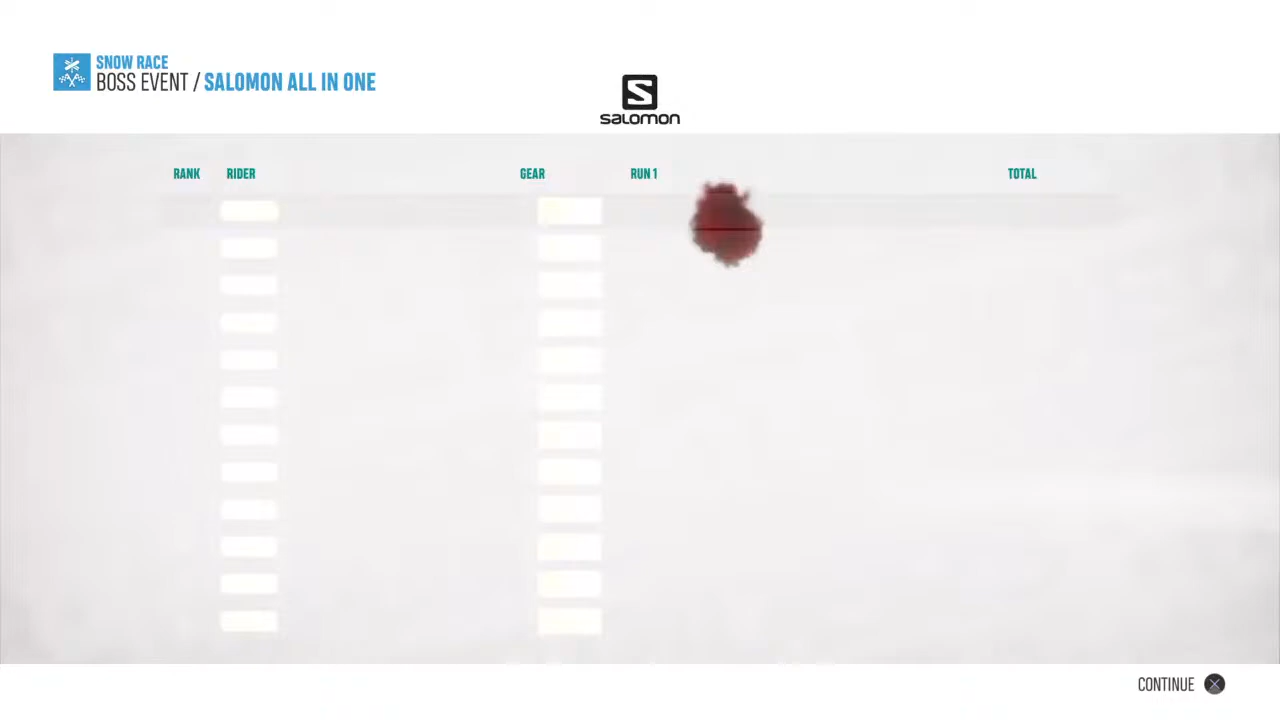 SNOW RACE
BOSS EVENT / SALOMON ALL IN ONE
S
salomon
RANK RIDER GEAR RUN 1 TOTAL
CONTINUE